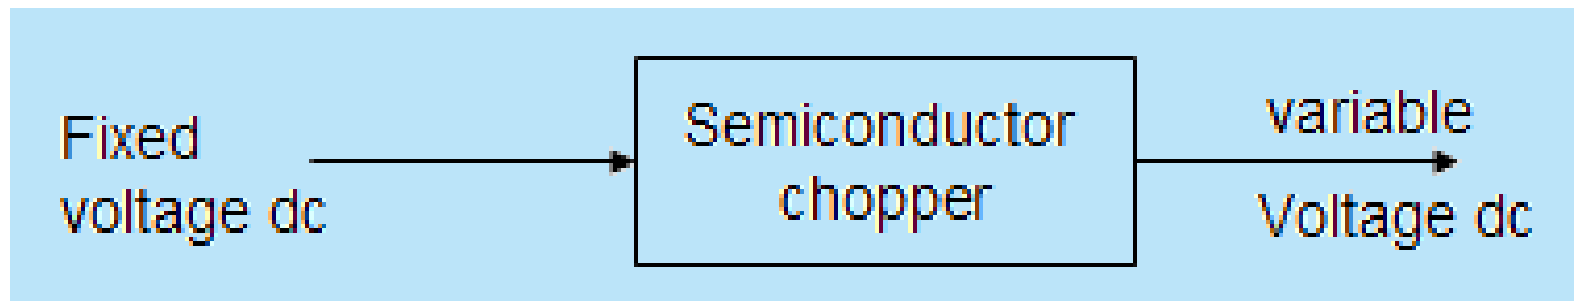 Fixed
voltage dc
Semiconductor
chopper
variable
Voltage dc